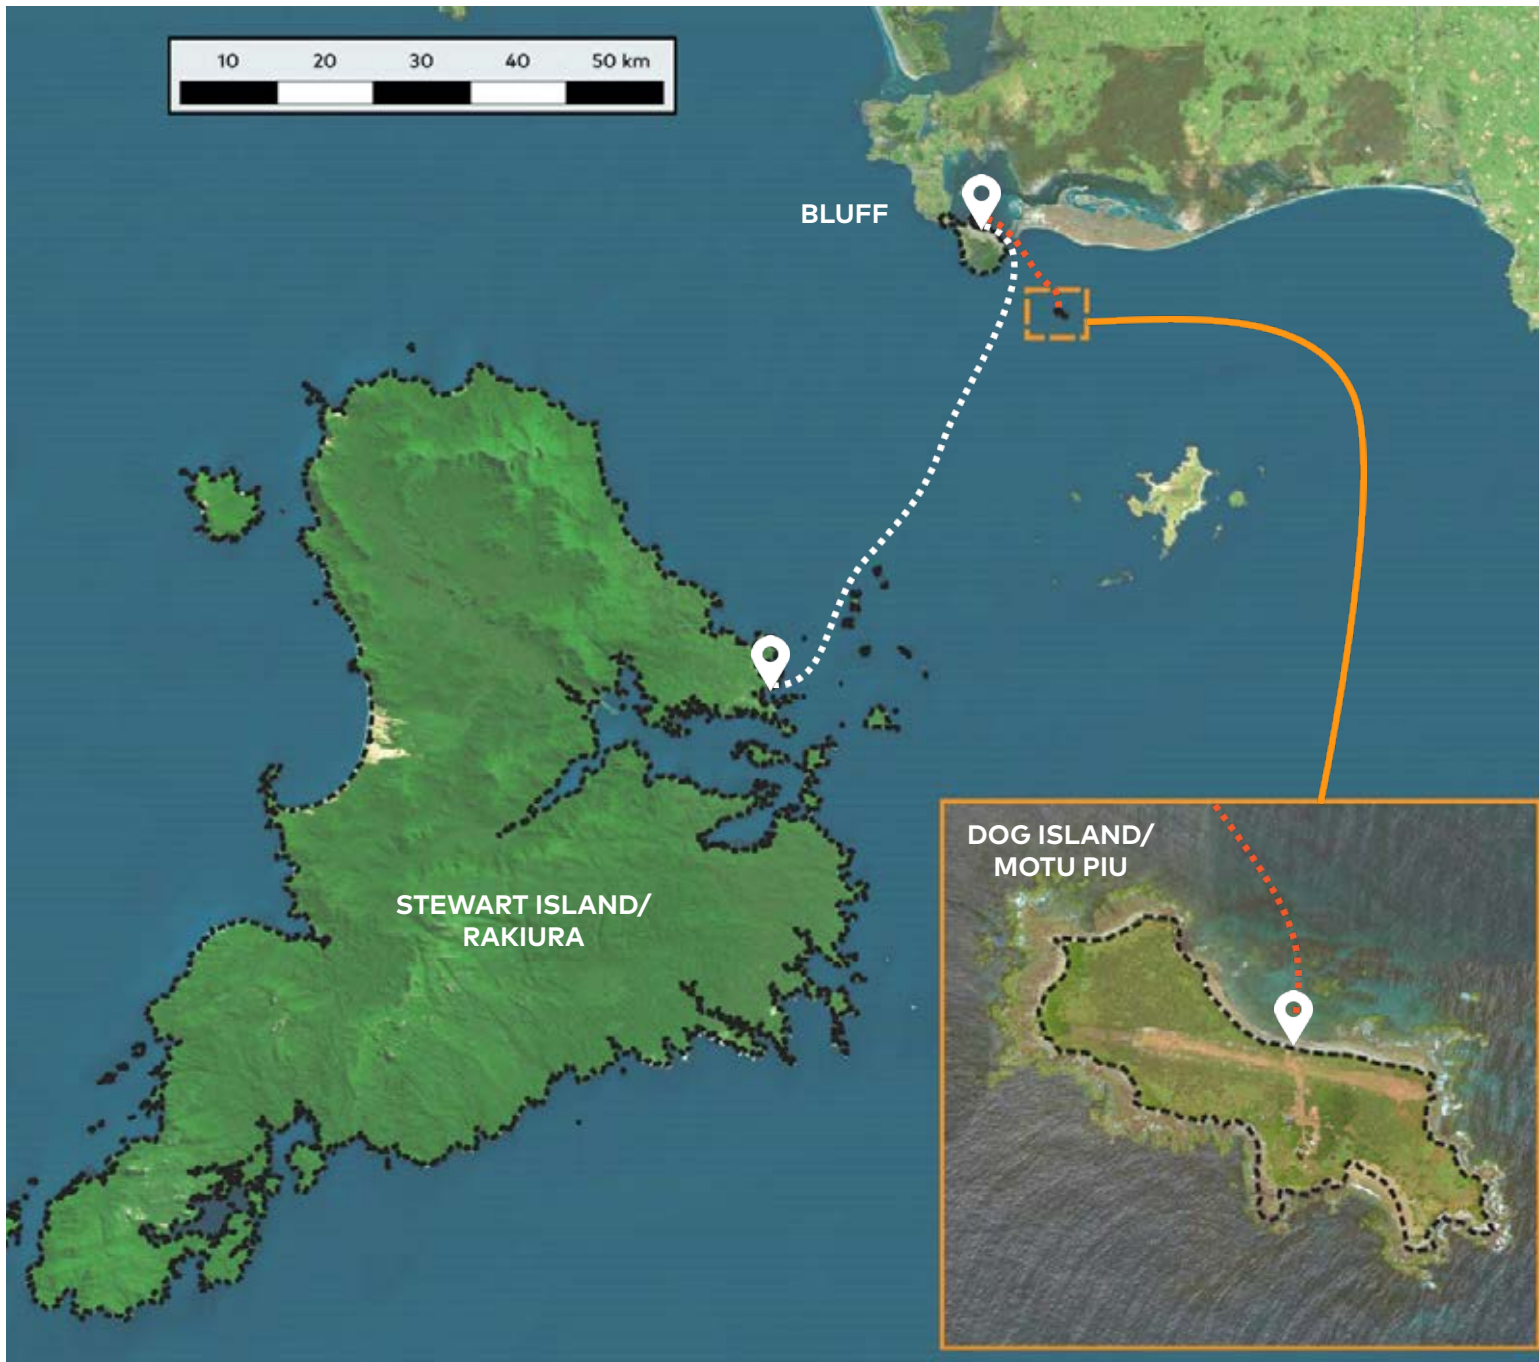 10 20 30 40 50 km
BLUFF
STEWART ISLAND/
RAKIURA
DOG ISLAND/
MOTU PIU